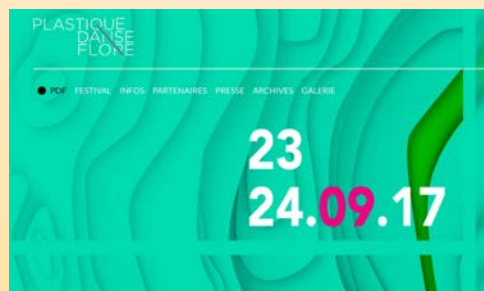 PLASTIQUE
DANSE
FLORE
PDF FESTIVAL INFOS PARTENAIRES PRESSE ARCHIVES GALERIE
23
24.09.17